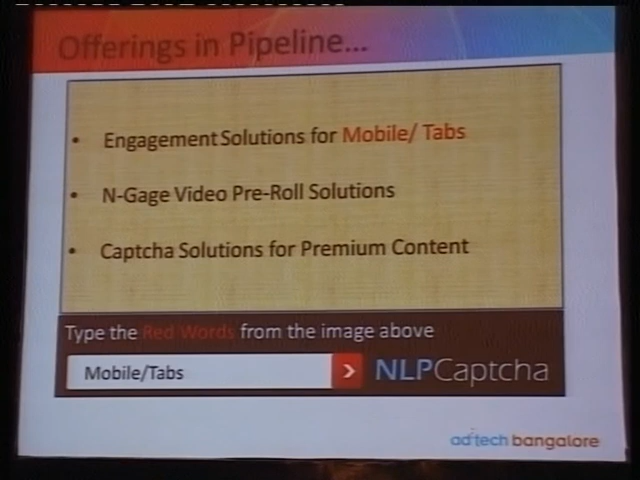 Offerings in Pipeline...
• Engagement Solutions for Mobile/ Tabs
• N-Gage Video Pre-Roll Solutions
• Captcha Solutions for Premium Content
Type the Red Words from the image above
Mobile/Tabs
NLPCaptcha
ad:tech bangalore